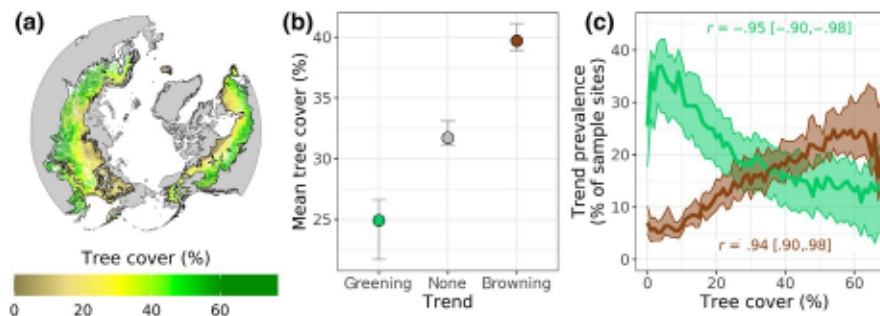 (a)
Tree cover (%)
0 20 40 60
(b)
Mean tree cover (%)
40
35
30
25
Greening None Browning
Trend
(c)
r = −.95 [−.90,−.98]
Trend prevalence
(% of sample sites)
40
30
20
10
0
r = .94 [.90,.98]
0 20 40 60
Tree cover (%)